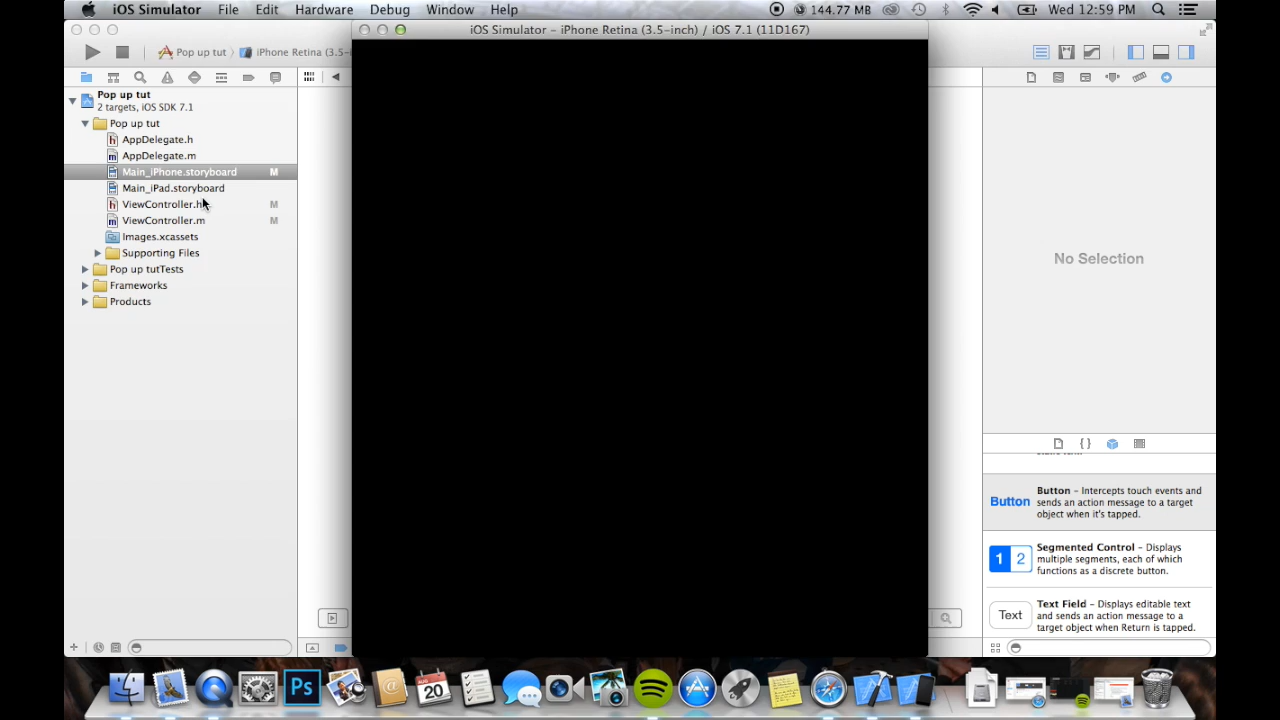 iOS Simulator File Edit Hardware Debug Window Help 144.77 MB Wed 12:59 PM
iOS Simulator - iPhone Retina (3.5-inch) / iOS 7.1 (11D167)
Pop up tut iPhone Retina (3.5-
Pop up tut
2 targets, iOS SDK 7.1
Pop up tut
AppDelegate.h
AppDelegate.m
Main_iPhone.storyboard M
Main_iPad.storyboard
ViewController.h M
ViewController.m M
Images.xcassets
Supporting Files
Pop up tutTests
Frameworks
Products
No Selection
Button
Button - Intercepts touch events and
sends an action message to a target
object when it's tapped.
1 2
Segmented Control - Displays
multiple segments, each of which
functions as a discrete button.
Text
Text Field - Displays editable text
and sends an action message to a
target object when Return is tapped.
Ps
AUG
20